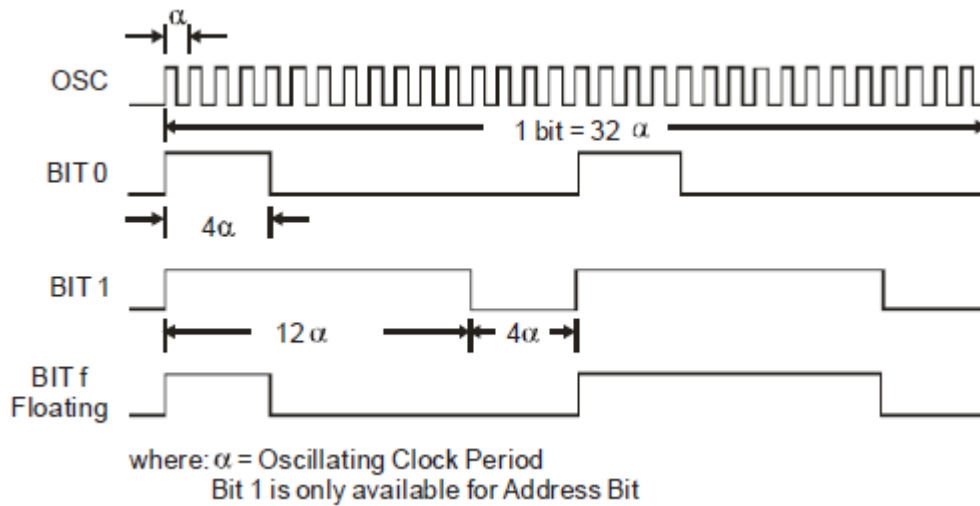 α
OSC
1 bit = 32 α
BIT 0
4α
BIT 1
12 α
4α
BIT f
Floating
where: α = Oscillating Clock Period
Bit 1 is only available for Address Bit